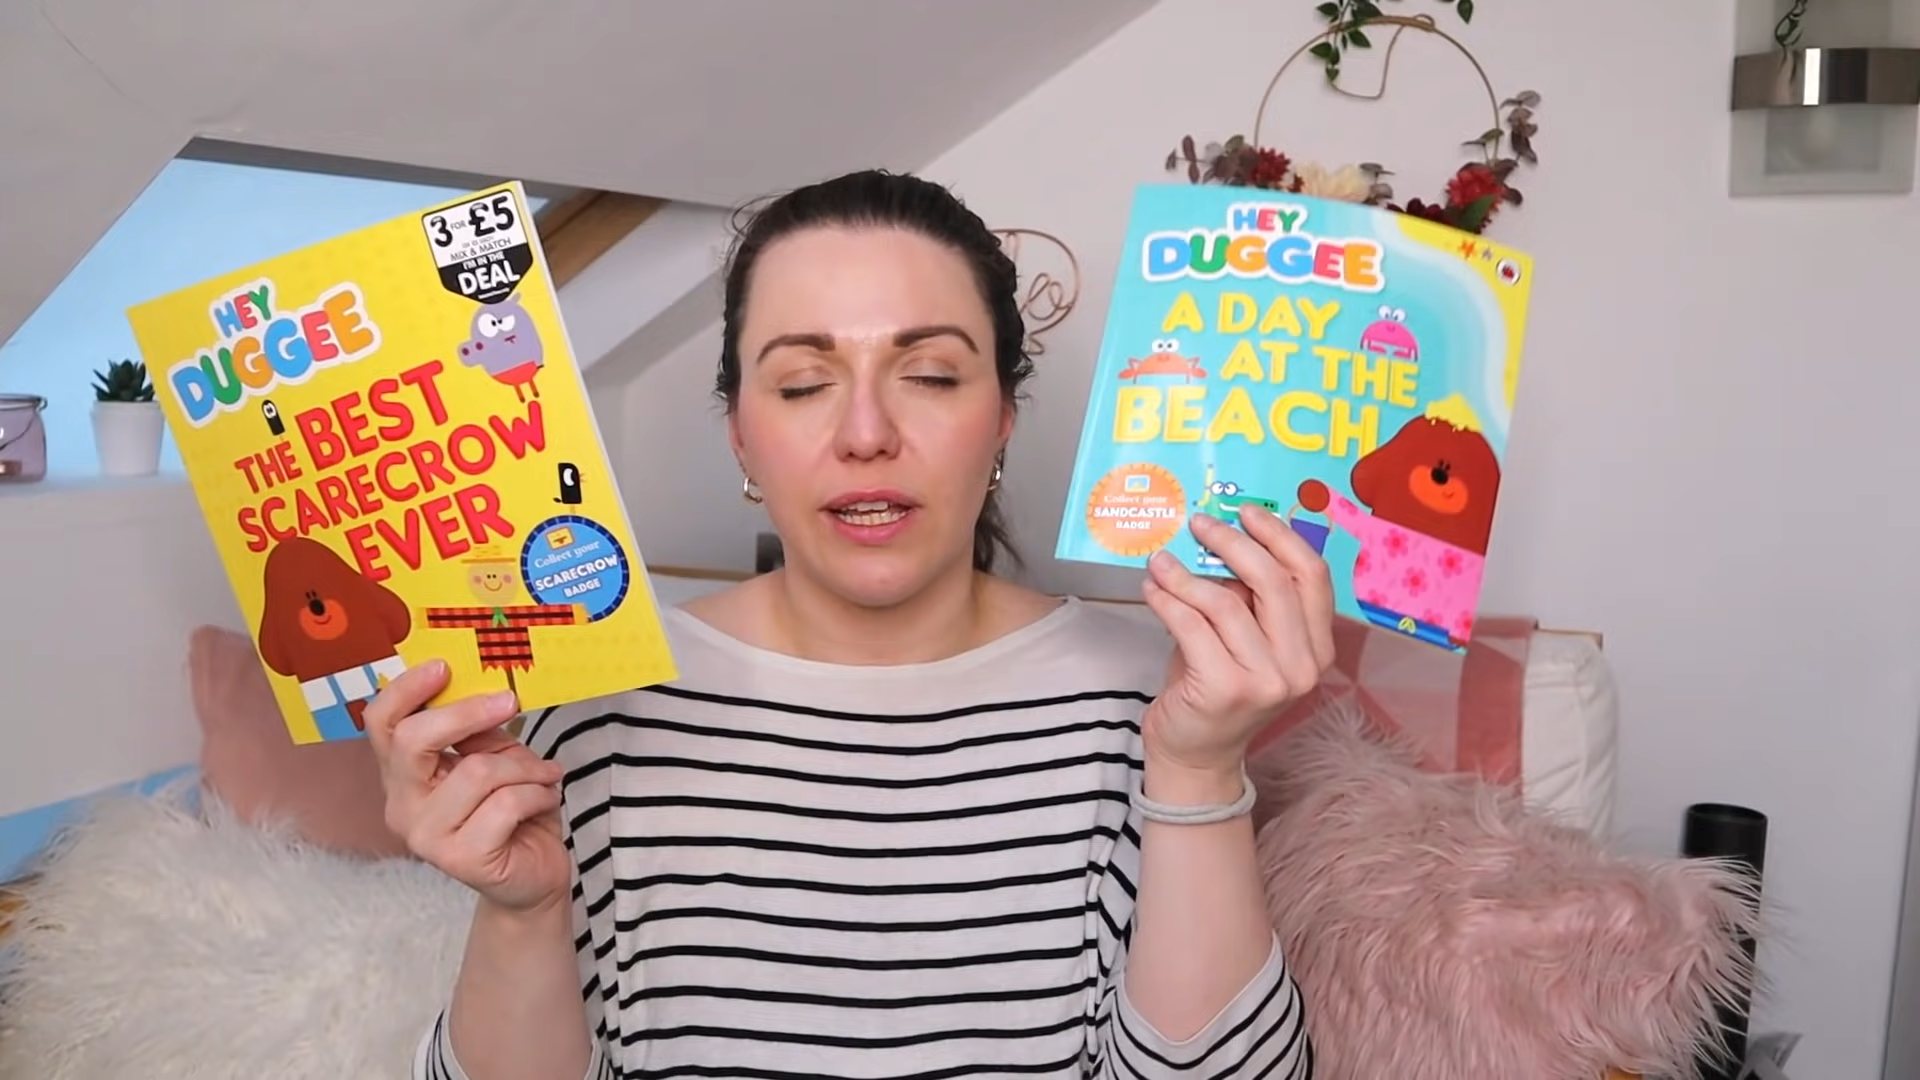 3 FOR £5
MIX & MATCH
I'M IN THE
DEAL
HEY
DUGGEE
THE BEST
SCARECROW
EVER
Collect your
SCARECROW
BADGE
HEY
DUGGEE
A DAY
AT THE
BEACH
Collect your
SANDCASTLE
BADGE